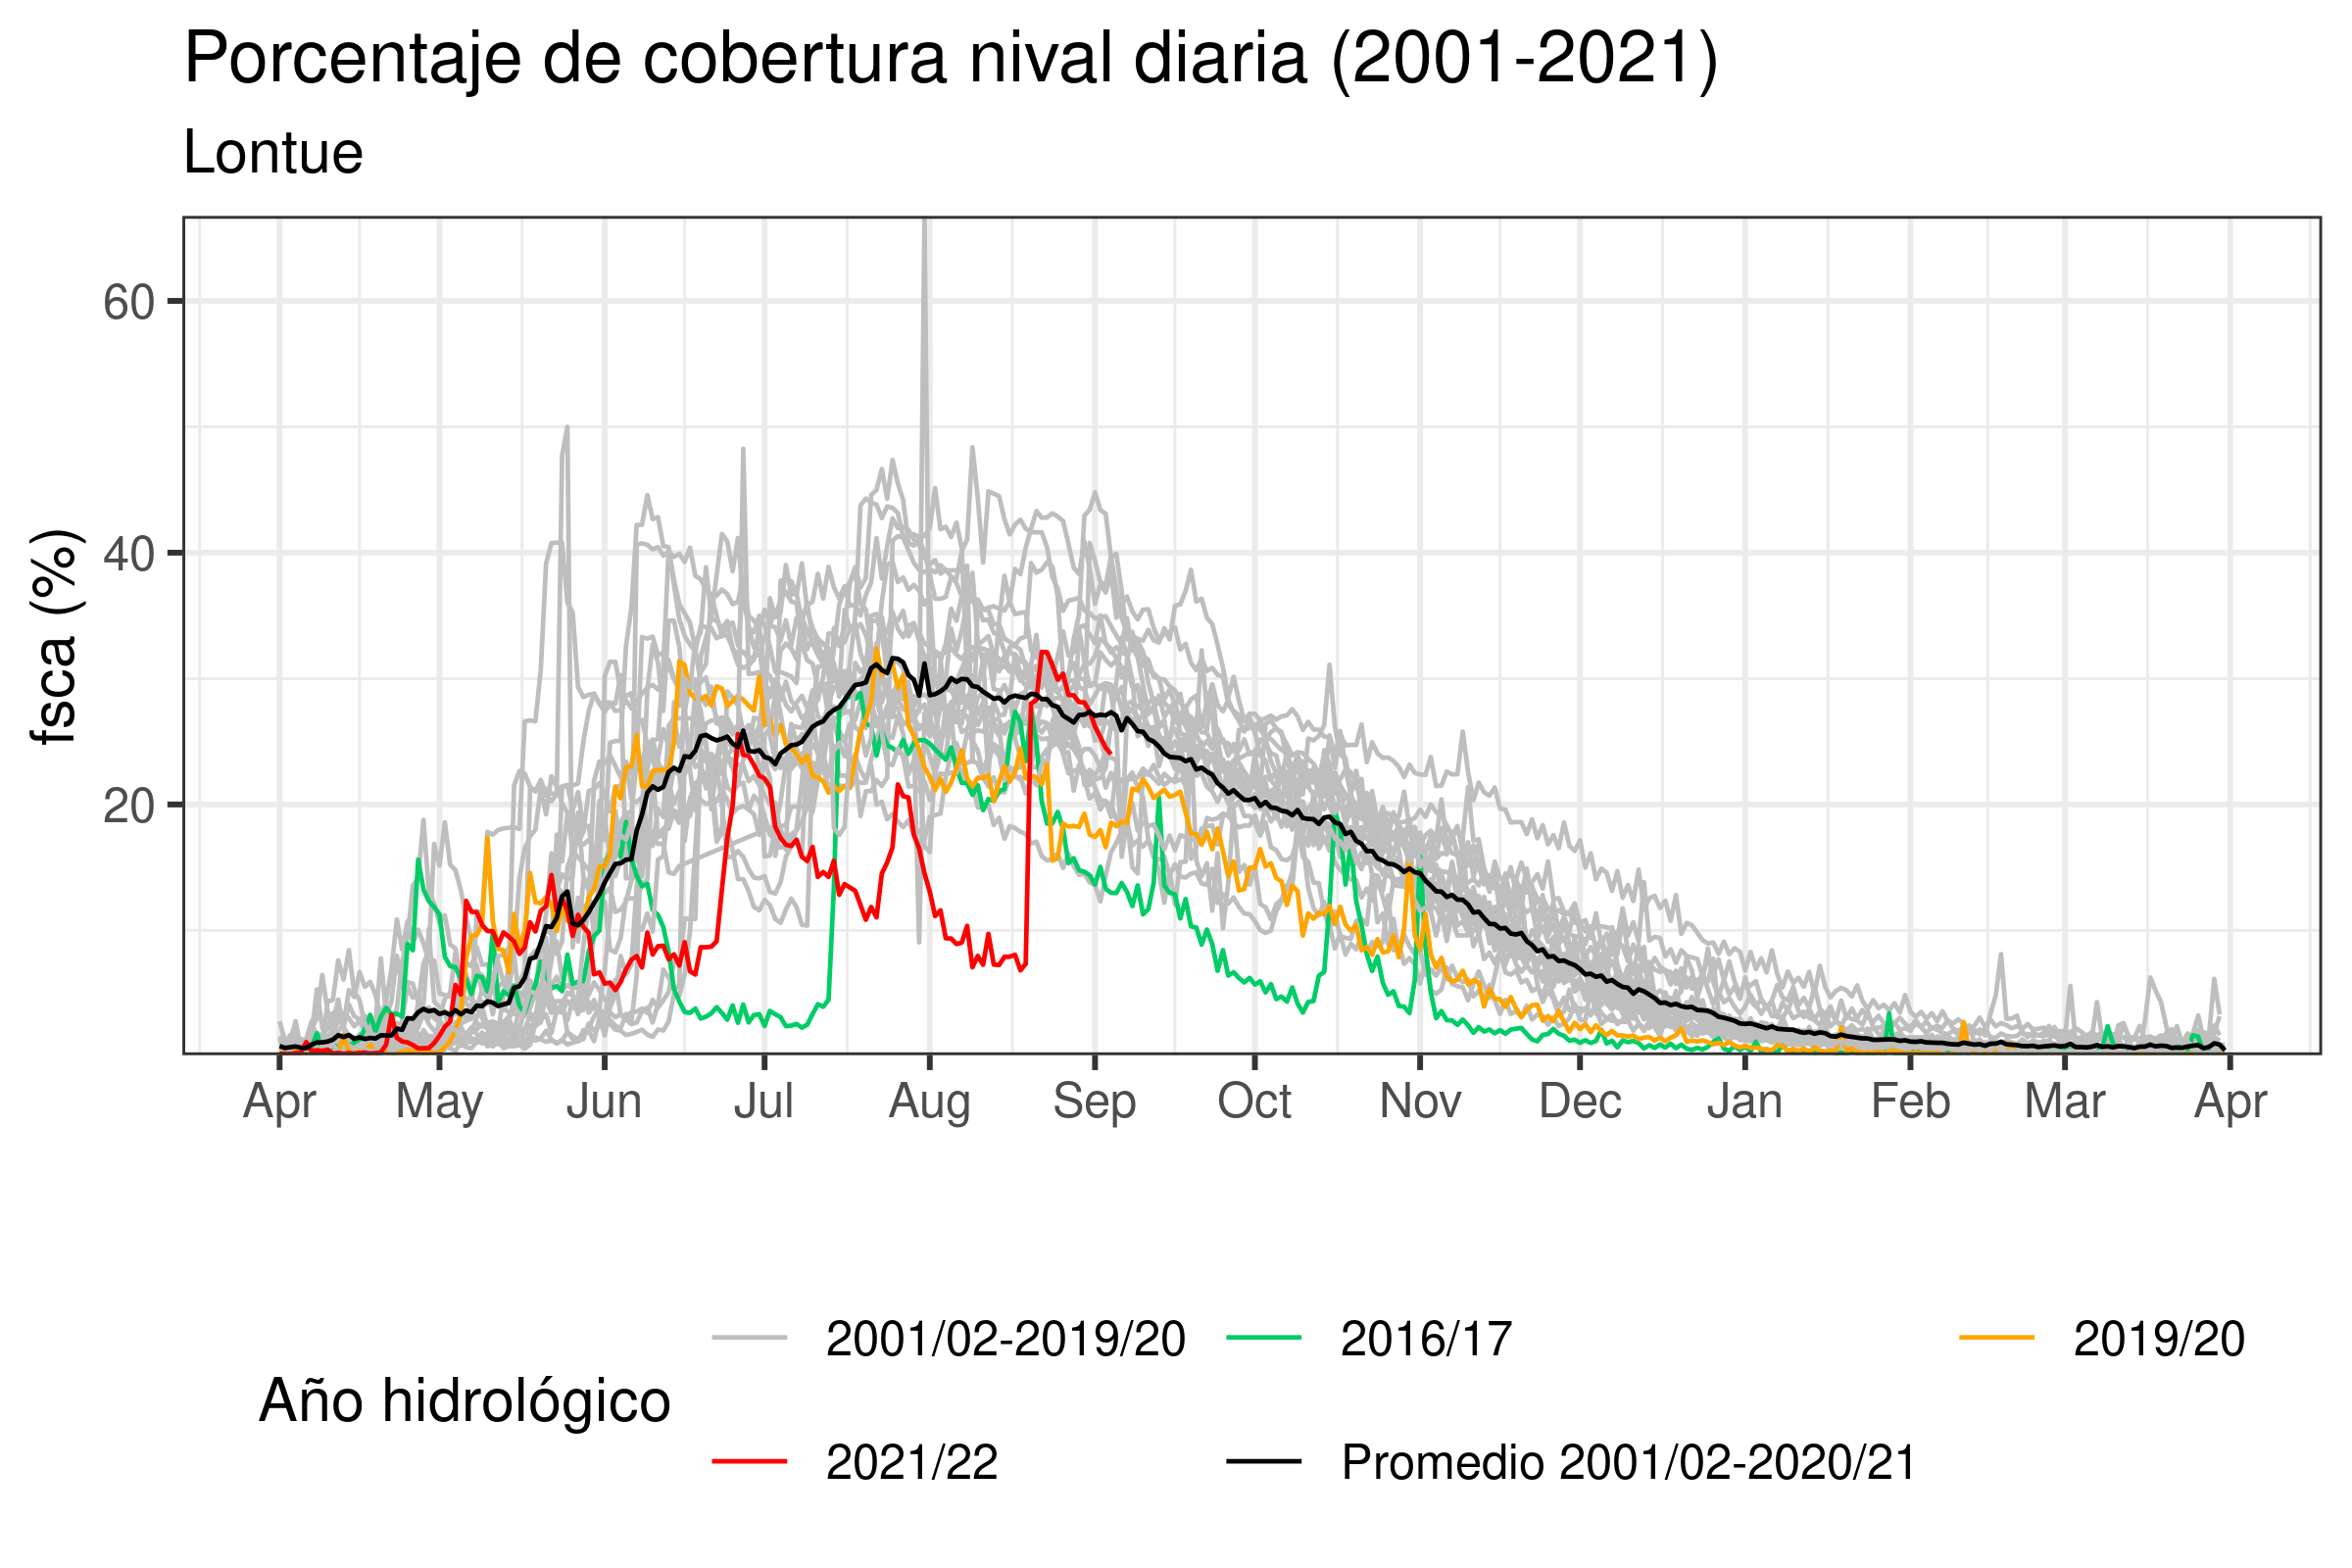 Porcentaje de cobertura nival diaria (2001-2021)
Lontue
fsca (%)
60
40
20
Apr May Jun Jul Aug Sep Oct Nov Dec Jan Feb Mar Apr
Año hidrológico
2001/02-2019/20 2016/17 2019/20
2021/22 Promedio 2001/02-2020/21